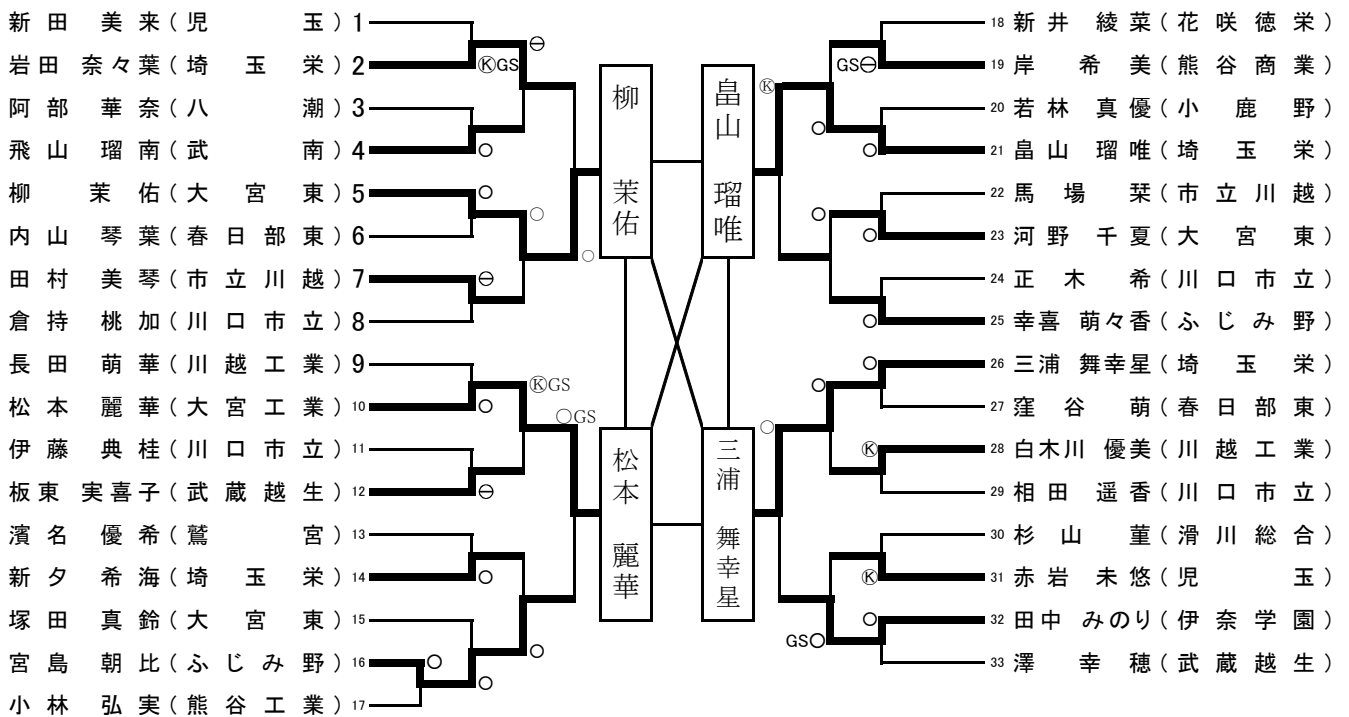 新田 美来(児 玉)1
岩田 奈々葉(埼 玉 栄)2
阿部 華奈(八 潮)3
飛山 瑠南(武 南)4
柳 茉佑(大 宮 東)5
内山 琴葉(春日部東)6
田村 美琴(市立川越)7
倉持 桃加(川口市立)8
長田 萌華(川越工業)9
松本 麗華(大宮工業)10
伊藤 典桂(川口市立)11
板東 実喜子(武蔵越生)12
濱名 優希(鷲 宮)13
新夕 希海(埼 玉 栄)14
塚田 真鈴(大 宮 東)15
宮島 朝比(ふじみ野)16
小林 弘実(熊谷工業)17
⊖
ⓀGS
○
○
○
○
⊖
ⓀGS
○
○GS
⊖
○
○
○
○
柳 茉佑
畠山 瑠唯
松本 麗華
三浦 舞幸星
18 新井 綾菜(花咲徳栄)
19 岸 希美(熊谷商業)
20 若林 真優(小 鹿 野)
21 畠山 瑠唯(埼 玉 栄)
22 馬場 栞(市立川越)
23 河野 千夏(大 宮 東)
24 正木 希(川口市立)
25 幸喜 萌々香(ふじみ野)
26 三浦 舞幸星(埼 玉 栄)
27 窪谷 萌(春日部東)
28 白木川 優美(川越工業)
29 相田 遥香(川口市立)
30 杉山 菫(滑川総合)
31 赤岩 未悠(児 玉)
32 田中 みのり(伊奈学園)
33 澤 幸穂(武蔵越生)
GS⊖
Ⓚ
○
○
○
○
○
○
○
○
Ⓚ
Ⓚ
○
GS○